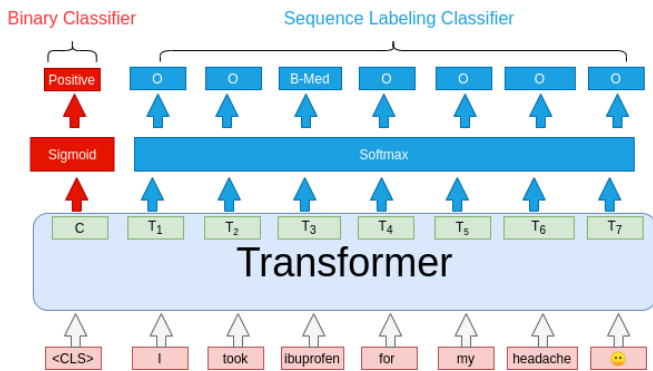 Binary Classifier
Sequence Labeling Classifier
Positive O O B-Med O O O O
Sigmoid Softmax
C T₁ T₂ T₃ T₄ T₅ T₆ T₇
Transformer
<CLS> I took ibuprofen for my headache 😐